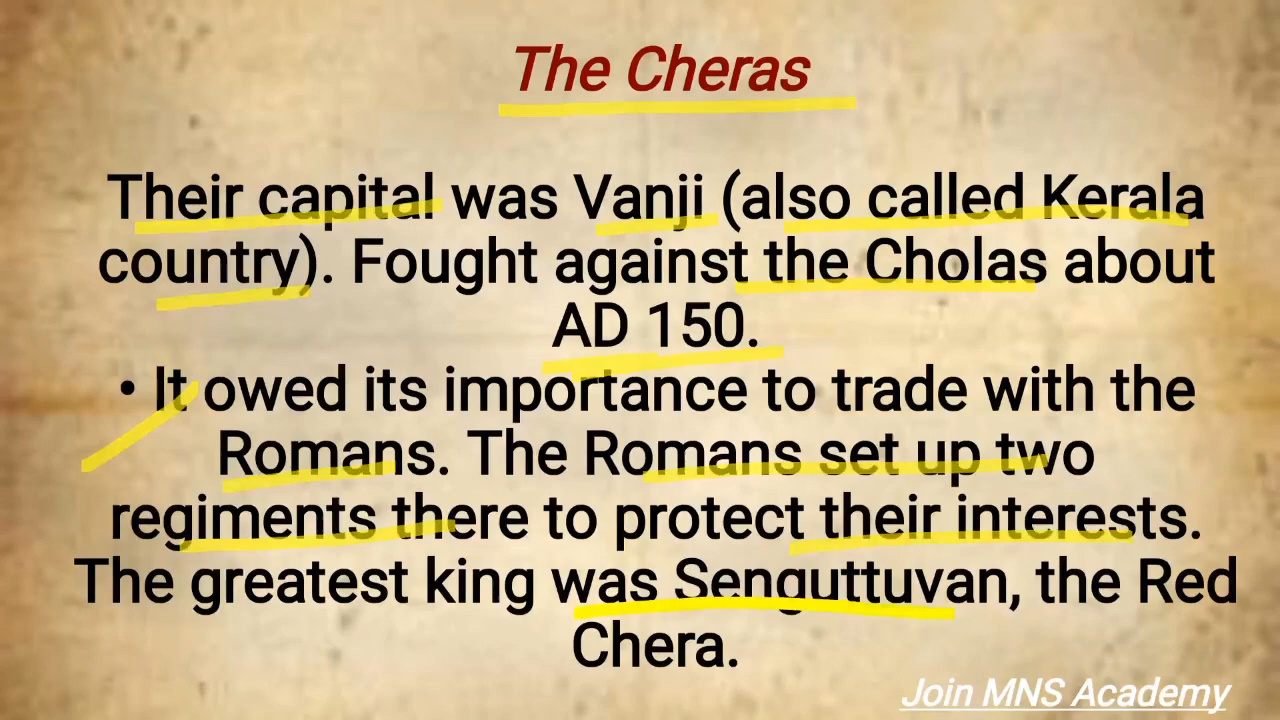 The Cheras
Their capital was Vanji (also called Kerala
country). Fought against the Cholas about
AD 150.
• It owed its importance to trade with the
Romans. The Romans set up two
regiments there to protect their interests.
The greatest king was Senguttuvan, the Red
Chera.
Join MNS Academy